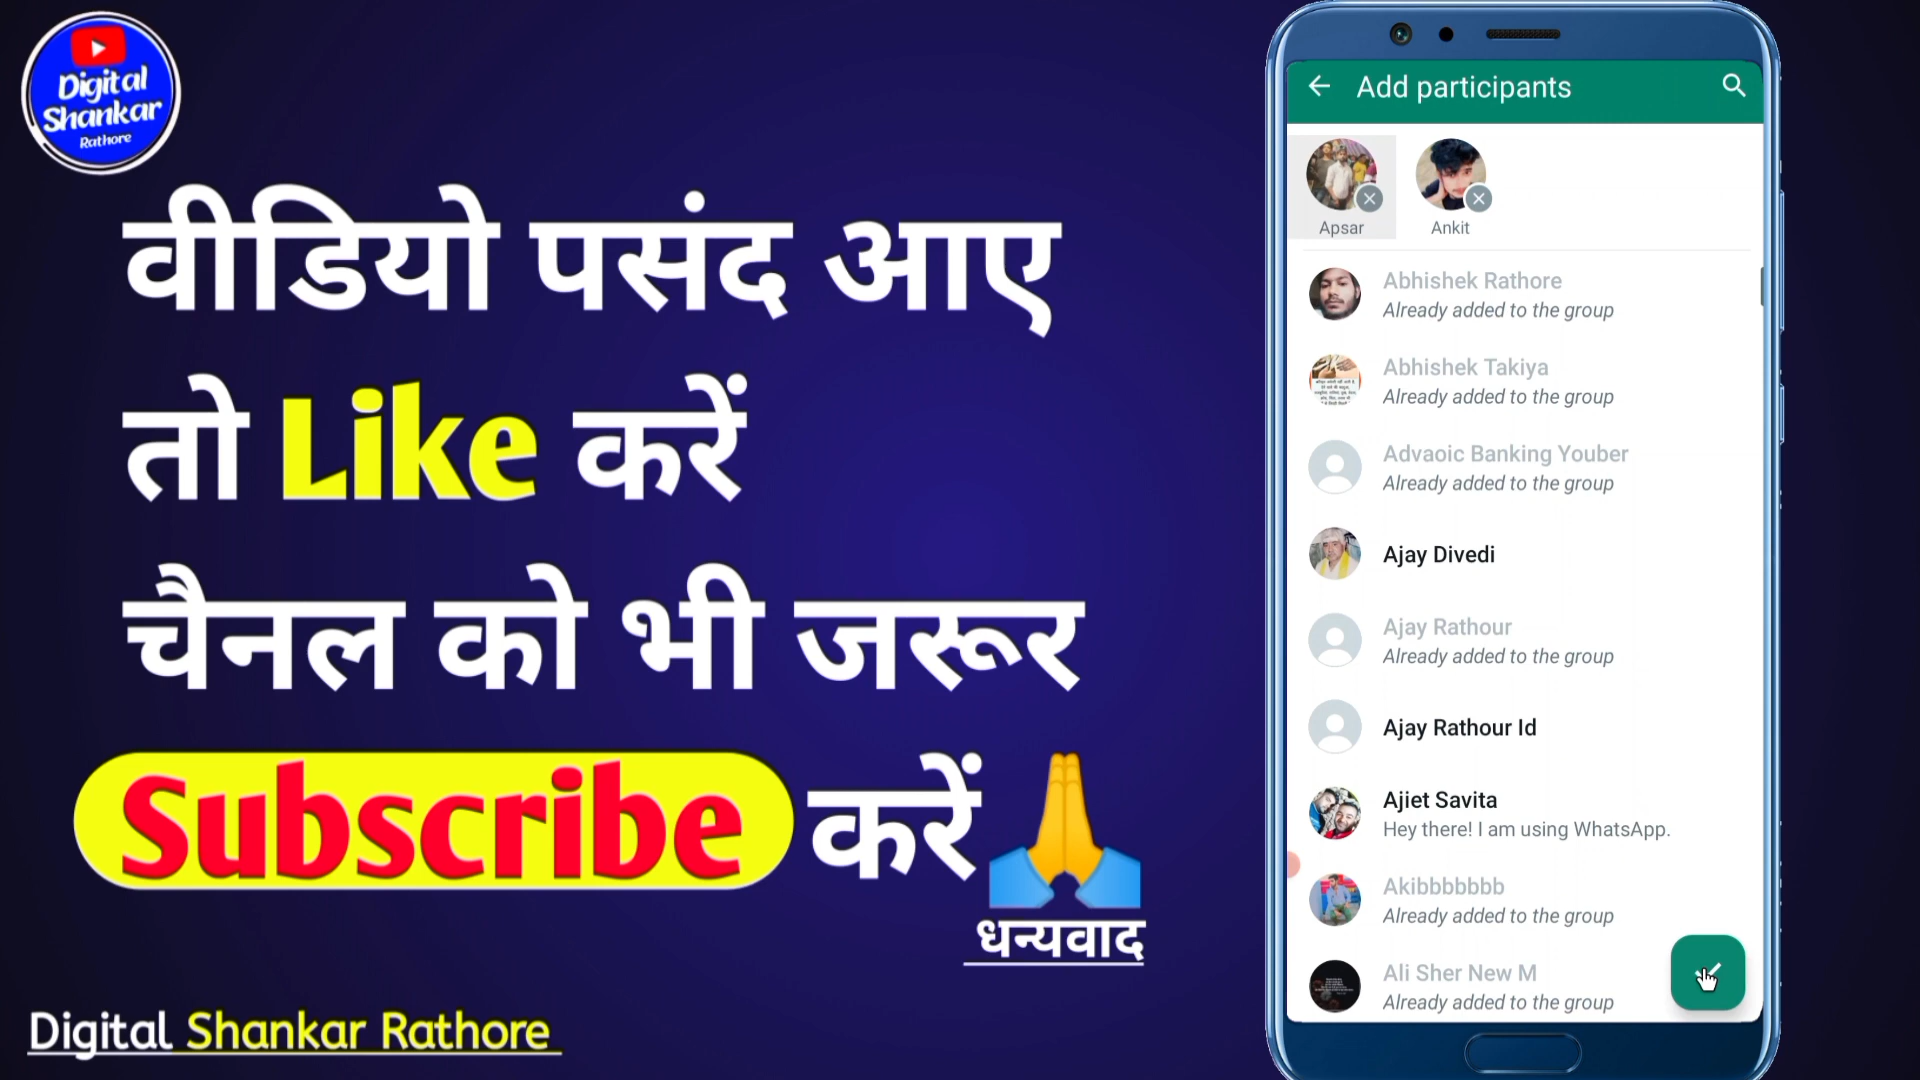 Digital
Shankar
Rathore
वीडियो पसंद आए
तो Like करें
चैनल को भी जरूर
Subscribe करें
धन्यवाद
Digital Shankar Rathore
Add participants
Apsar
Ankit
Abhishek Rathore
Already added to the group
Abhishek Takiya
Already added to the group
Advaoic Banking Youber
Already added to the group
Ajay Divedi
Ajay Rathour
Already added to the group
Ajay Rathour Id
Ajiet Savita
Hey there! I am using WhatsApp.
Akibbbbbbb
Already added to the group
Ali Sher New M
Already added to the group